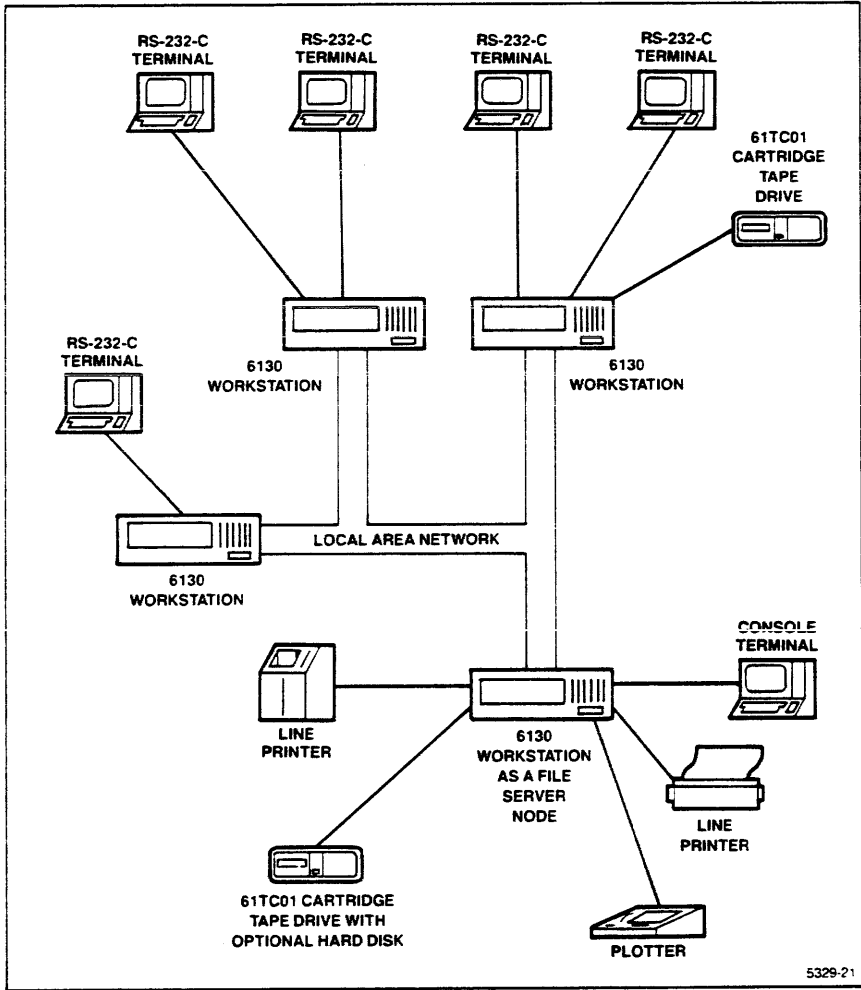 RS-232-C
TERMINAL
RS-232-C
TERMINAL
RS-232-C
TERMINAL
RS-232-C
TERMINAL
61TC01
CARTRIDGE
TAPE
DRIVE
6130
WORKSTATION
6130
WORKSTATION
RS-232-C
TERMINAL
LOCAL AREA NETWORK
6130
WORKSTATION
CONSOLE
TERMINAL
LINE
PRINTER
6130
WORKSTATION
AS A FILE
SERVER
NODE
LINE
PRINTER
61TC01 CARTRIDGE
TAPE DRIVE WITH
OPTIONAL HARD DISK
PLOTTER
5329-21